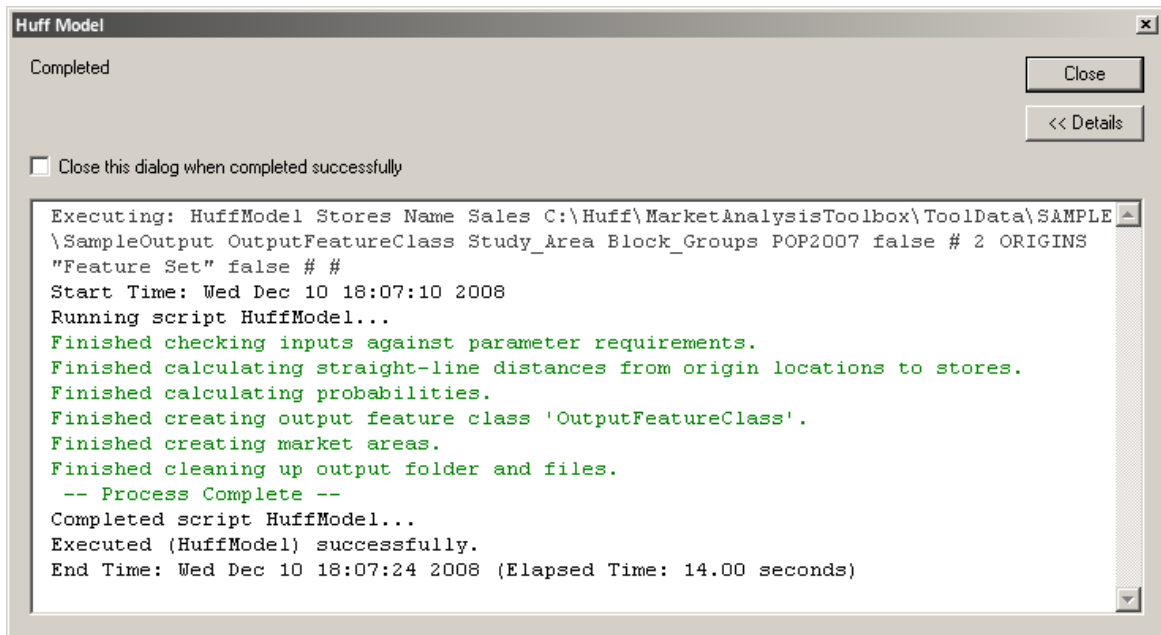 Huff Model
Completed
Close
<< Details
Close this dialog when completed successfully
Executing: HuffModel Stores Name Sales C:\Huff\MarketAnalysisToolbox\ToolData\SAMPLE
\SampleOutput OutputFeatureClass Study_Area Block_Groups POP2007 false # 2 ORIGINS
"Feature Set" false # #
Start Time: Wed Dec 10 18:07:10 2008
Running script HuffModel...
Finished checking inputs against parameter requirements.
Finished calculating straight-line distances from origin locations to stores.
Finished calculating probabilities.
Finished creating output feature class 'OutputFeatureClass'.
Finished creating market areas.
Finished cleaning up output folder and files.
-- Process Complete --
Completed script HuffModel...
Executed (HuffModel) successfully.
End Time: Wed Dec 10 18:07:24 2008 (Elapsed Time: 14.00 seconds)